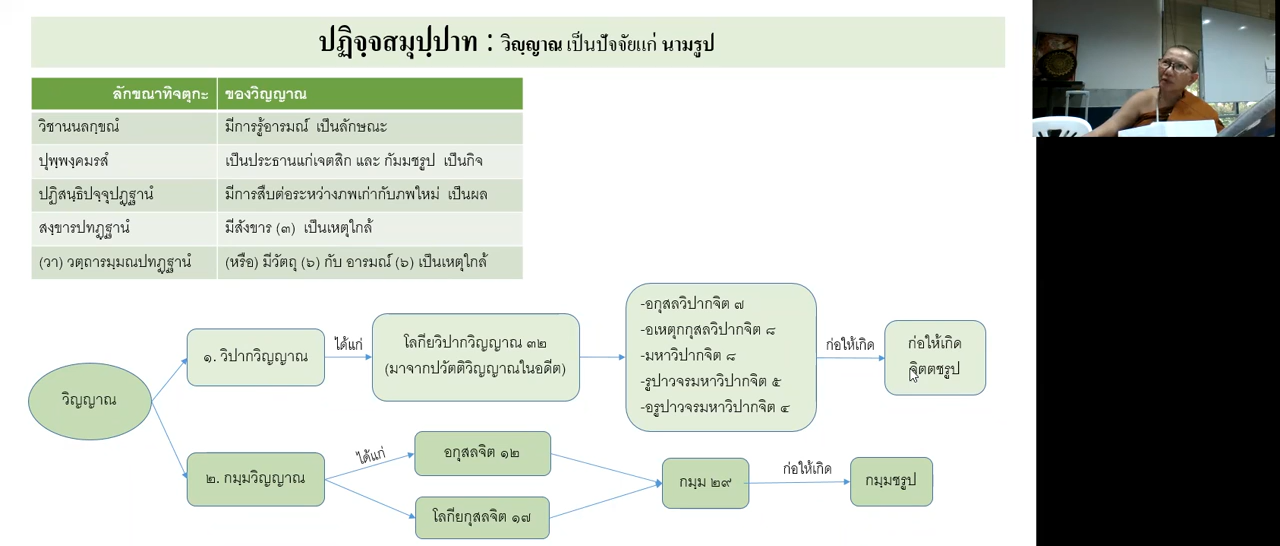 ปฏิจฺจสมุปฺปาท : วิญฺญาณ เป็นปัจจัยแก่ นามรูป
ลักขณาทิจตุกะ ของวิญญาณ
วิชานนลกฺขณํ มีการรู้อารมณ์ เป็นลักษณะ
ปุพฺพงฺคมรสํ เป็นประธานแก่เจตสิก และ กัมมชรูป เป็นกิจ
ปฏิสนฺธิปจฺจุปฏฺฐานํ มีการสืบต่อระหว่างภพเก่ากับภพใหม่ เป็นผล
สงฺขารปทฏฺฐานํ มีสังขาร (๓) เป็นเหตุใกล้
(วา) วตฺถารมฺมณปทฏฺฐานํ (หรือ) มีวัตถุ (๖) กับ อารมณ์ (๖) เป็นเหตุใกล้
วิญญาณ
๑. วิปากวิญญาณ
ได้แก่
โลกียวิปากวิญญาณ ๓๒
(มาจากปวัตติวิญญาณในอดีต)
-อกุสลวิปากจิต ๗
-อเหตุกกุสลวิปากจิต ๘
-มหาวิปากจิต ๘
-รูปาวจรมหาวิปากจิต ๕
-อรูปาวจรมหาวิปากจิต ๔
ก่อให้เกิด
ก่อให้เกิด
จิตตชรูป
๒. กมฺมวิญญาณ
ได้แก่
อกุสลจิต ๑๒
โลกียกุสลจิต ๑๗
กมฺม ๒๙
ก่อให้เกิด
กมฺมชรูป